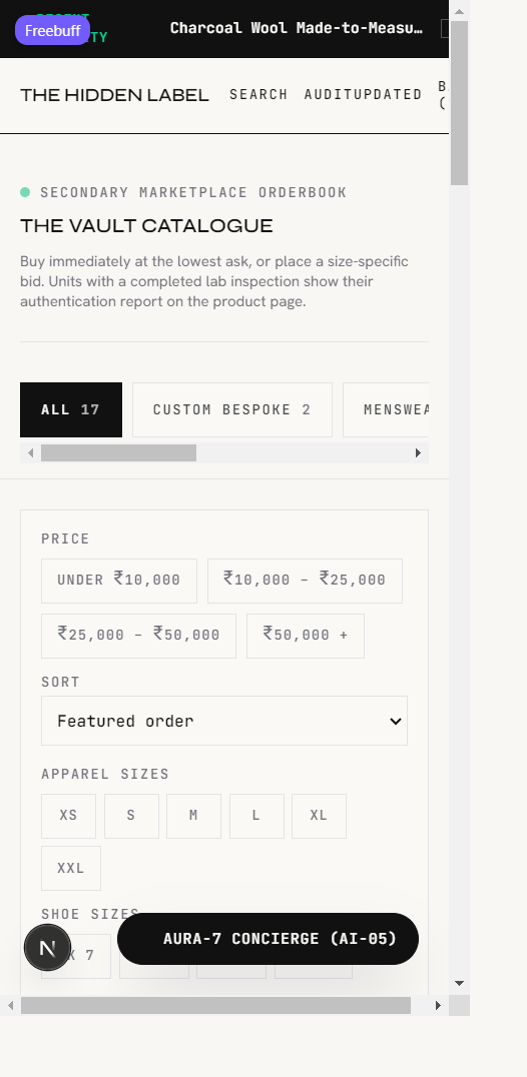 Freebuff
TY
Charcoal Wool Made-to-Measu…
THE HIDDEN LABEL
SEARCH
AUDITUPDATED
B
(
SECONDARY MARKETPLACE ORDERBOOK
THE VAULT CATALOGUE
Buy immediately at the lowest ask, or place a size-specific
bid. Units with a completed lab inspection show their
authentication report on the product page.
ALL 17
CUSTOM BESPOKE 2
MENSWEA
PRICE
UNDER ₹10,000
₹10,000 – ₹25,000
₹25,000 – ₹50,000
₹50,000 +
SORT
Featured order
APPAREL SIZES
XS
S
M
L
XL
XXL
SHOE SIZES
N
7
AURA-7 CONCIERGE (AI-05)